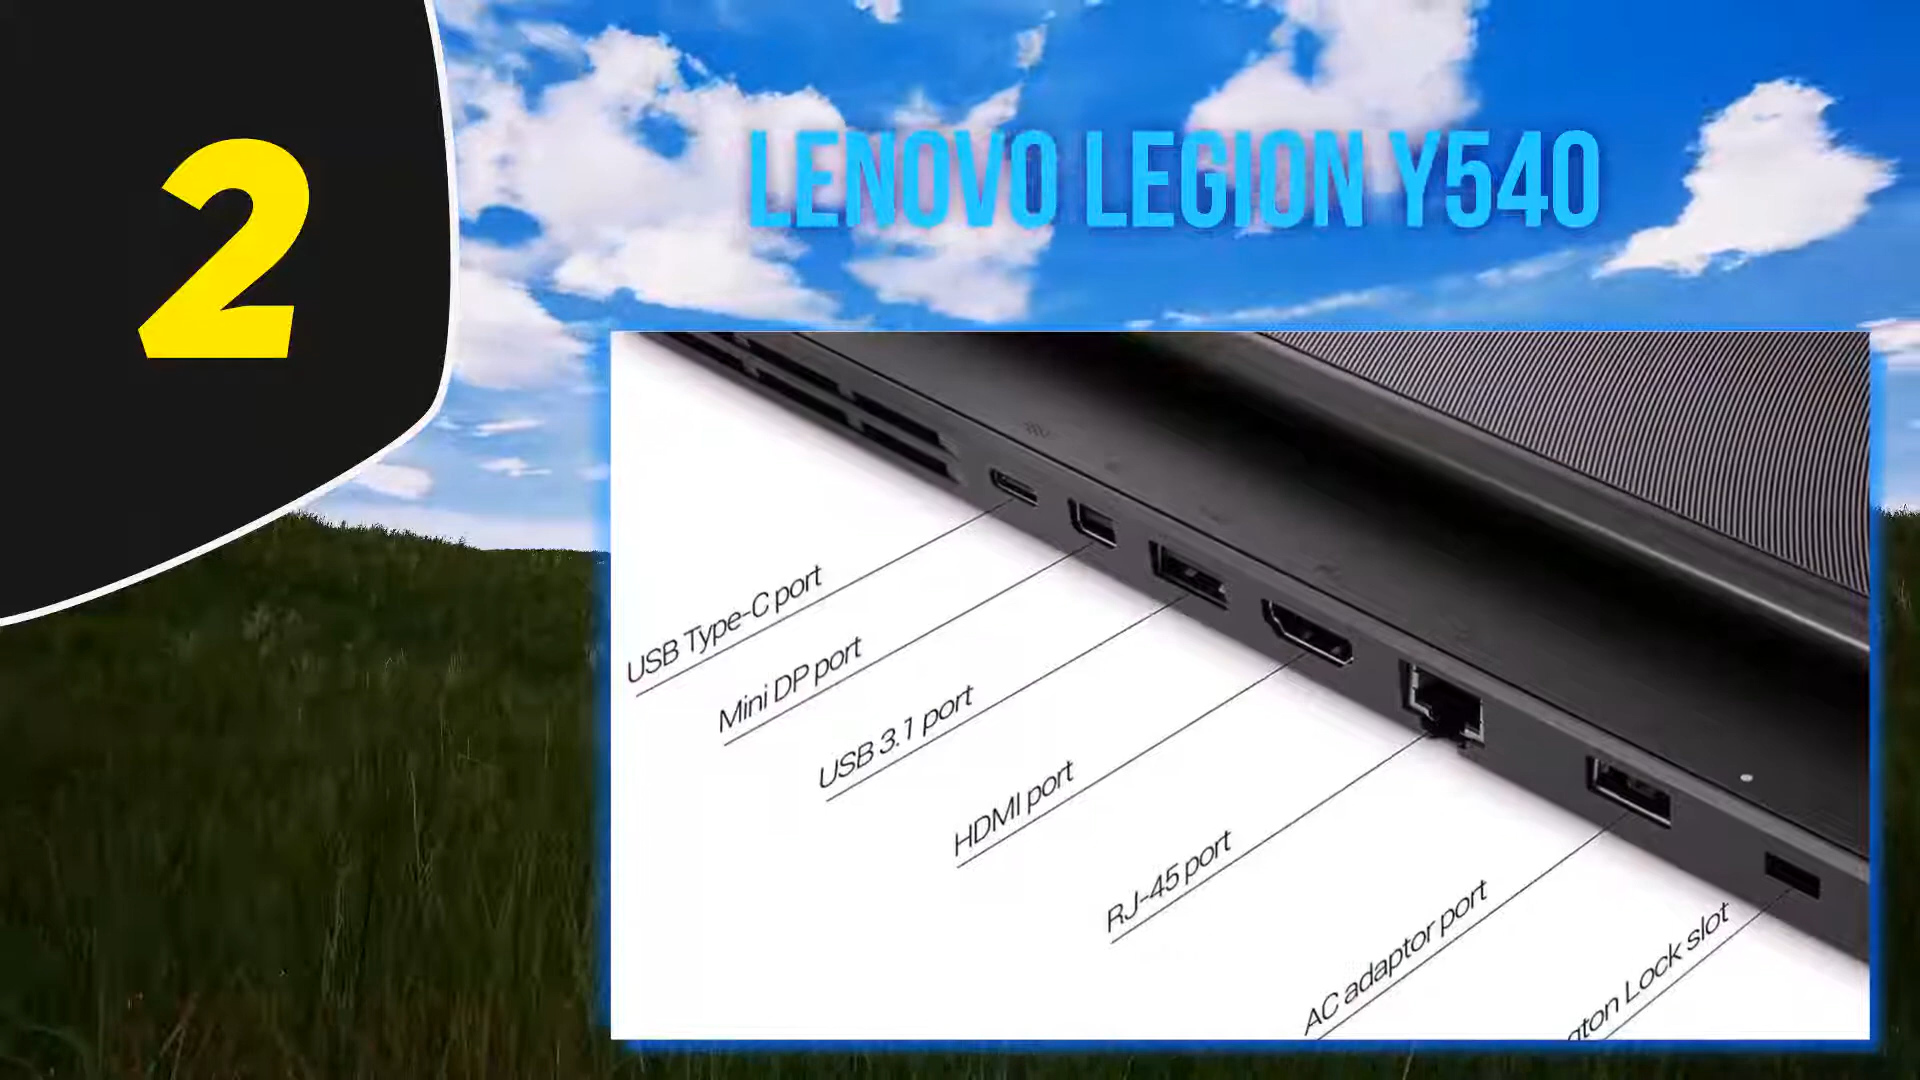 2
LENOVO LEGION Y540
USB Type-C port
Mini DP port
USB 3.1 port
HDMI port
RJ-45 port
AC adaptor port
Lock slot